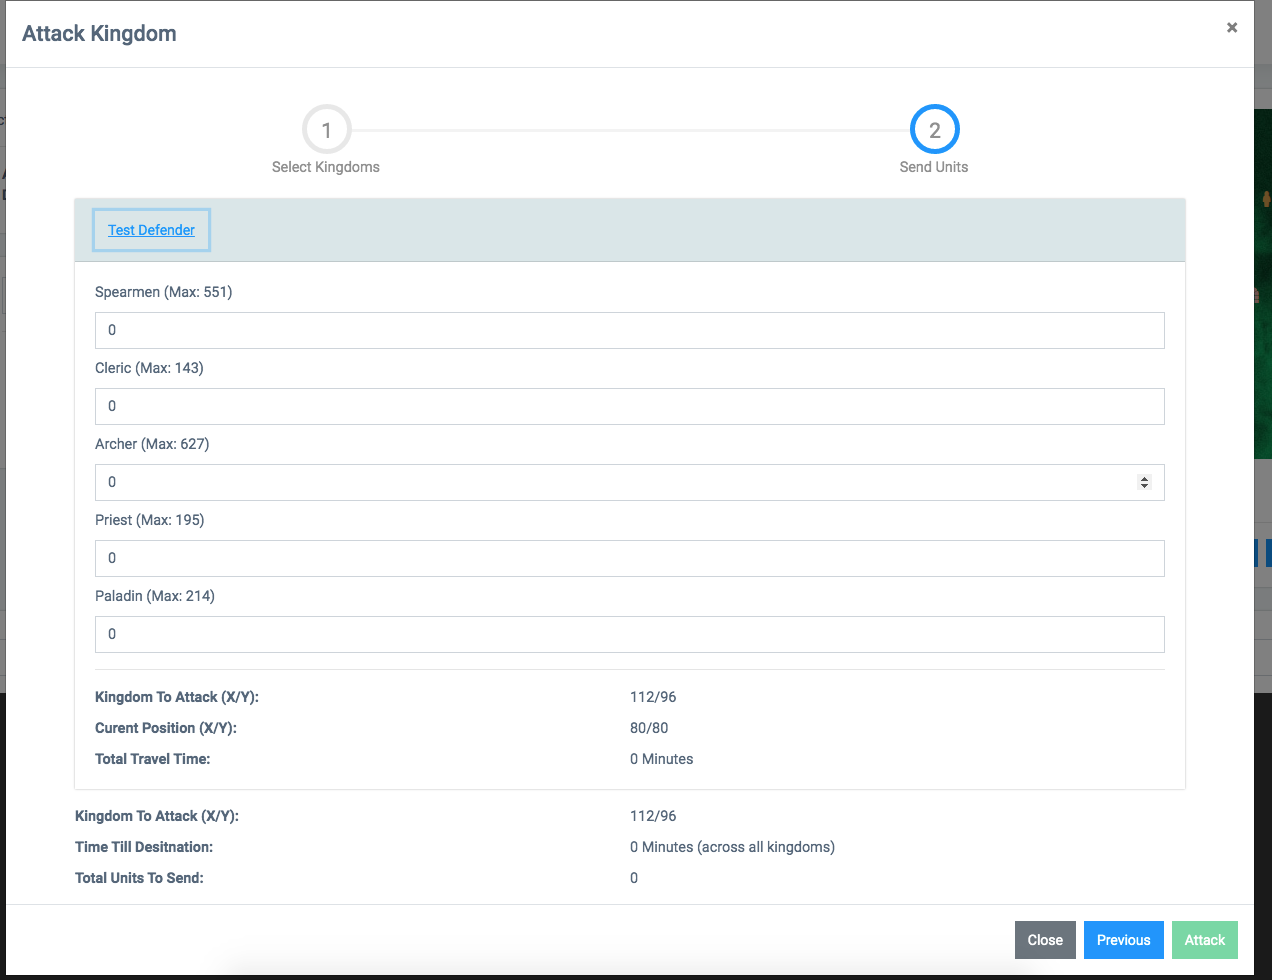 Attack Kingdom
×
1
2
Select Kingdoms
Send Units
Test Defender
Spearmen (Max: 551)
0
Cleric (Max: 143)
0
Archer (Max: 627)
0
Priest (Max: 195)
0
Paladin (Max: 214)
0
Kingdom To Attack (X/Y): 112/96
Curent Position (X/Y): 80/80
Total Travel Time: 0 Minutes
Kingdom To Attack (X/Y): 112/96
Time Till Desitnation: 0 Minutes (across all kingdoms)
Total Units To Send: 0
Close Previous Attack